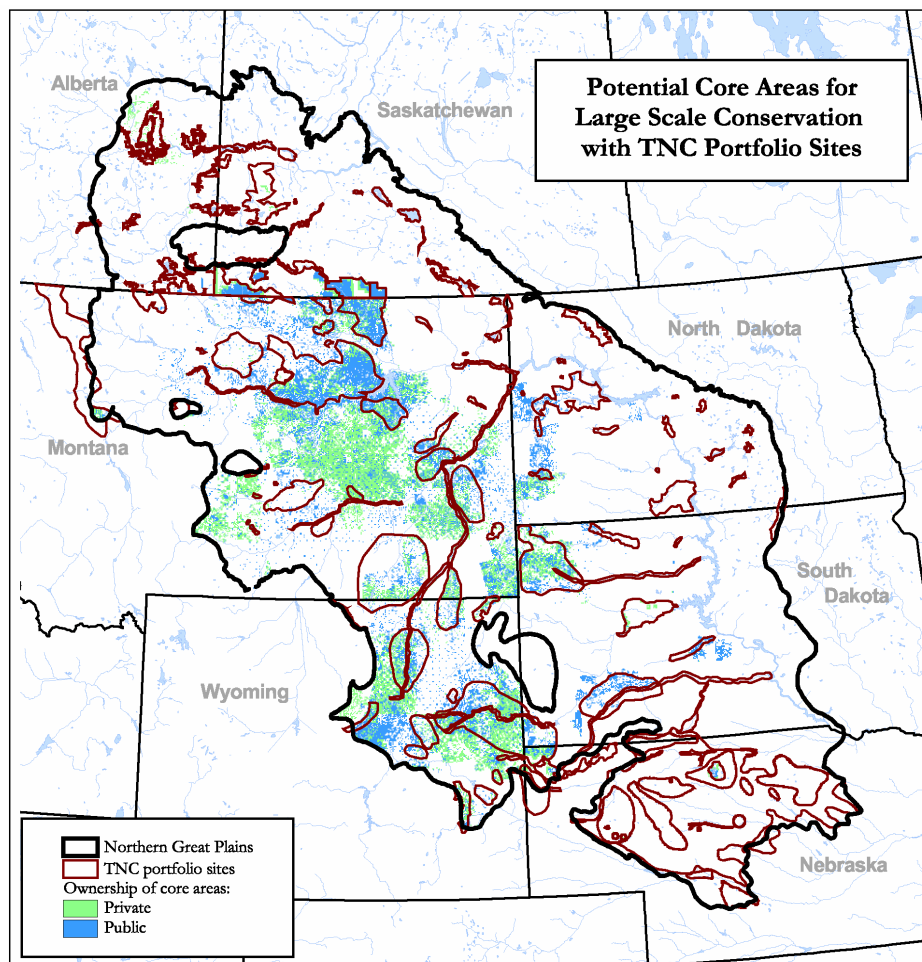 Potential Core Areas for
Large Scale Conservation
with TNC Portfolio Sites
Alberta
Saskatchewan
North Dakota
Montana
South
Dakota
Wyoming
Nebraska
Northern Great Plains
TNC portfolio sites
Ownership of core areas:
Private
Public